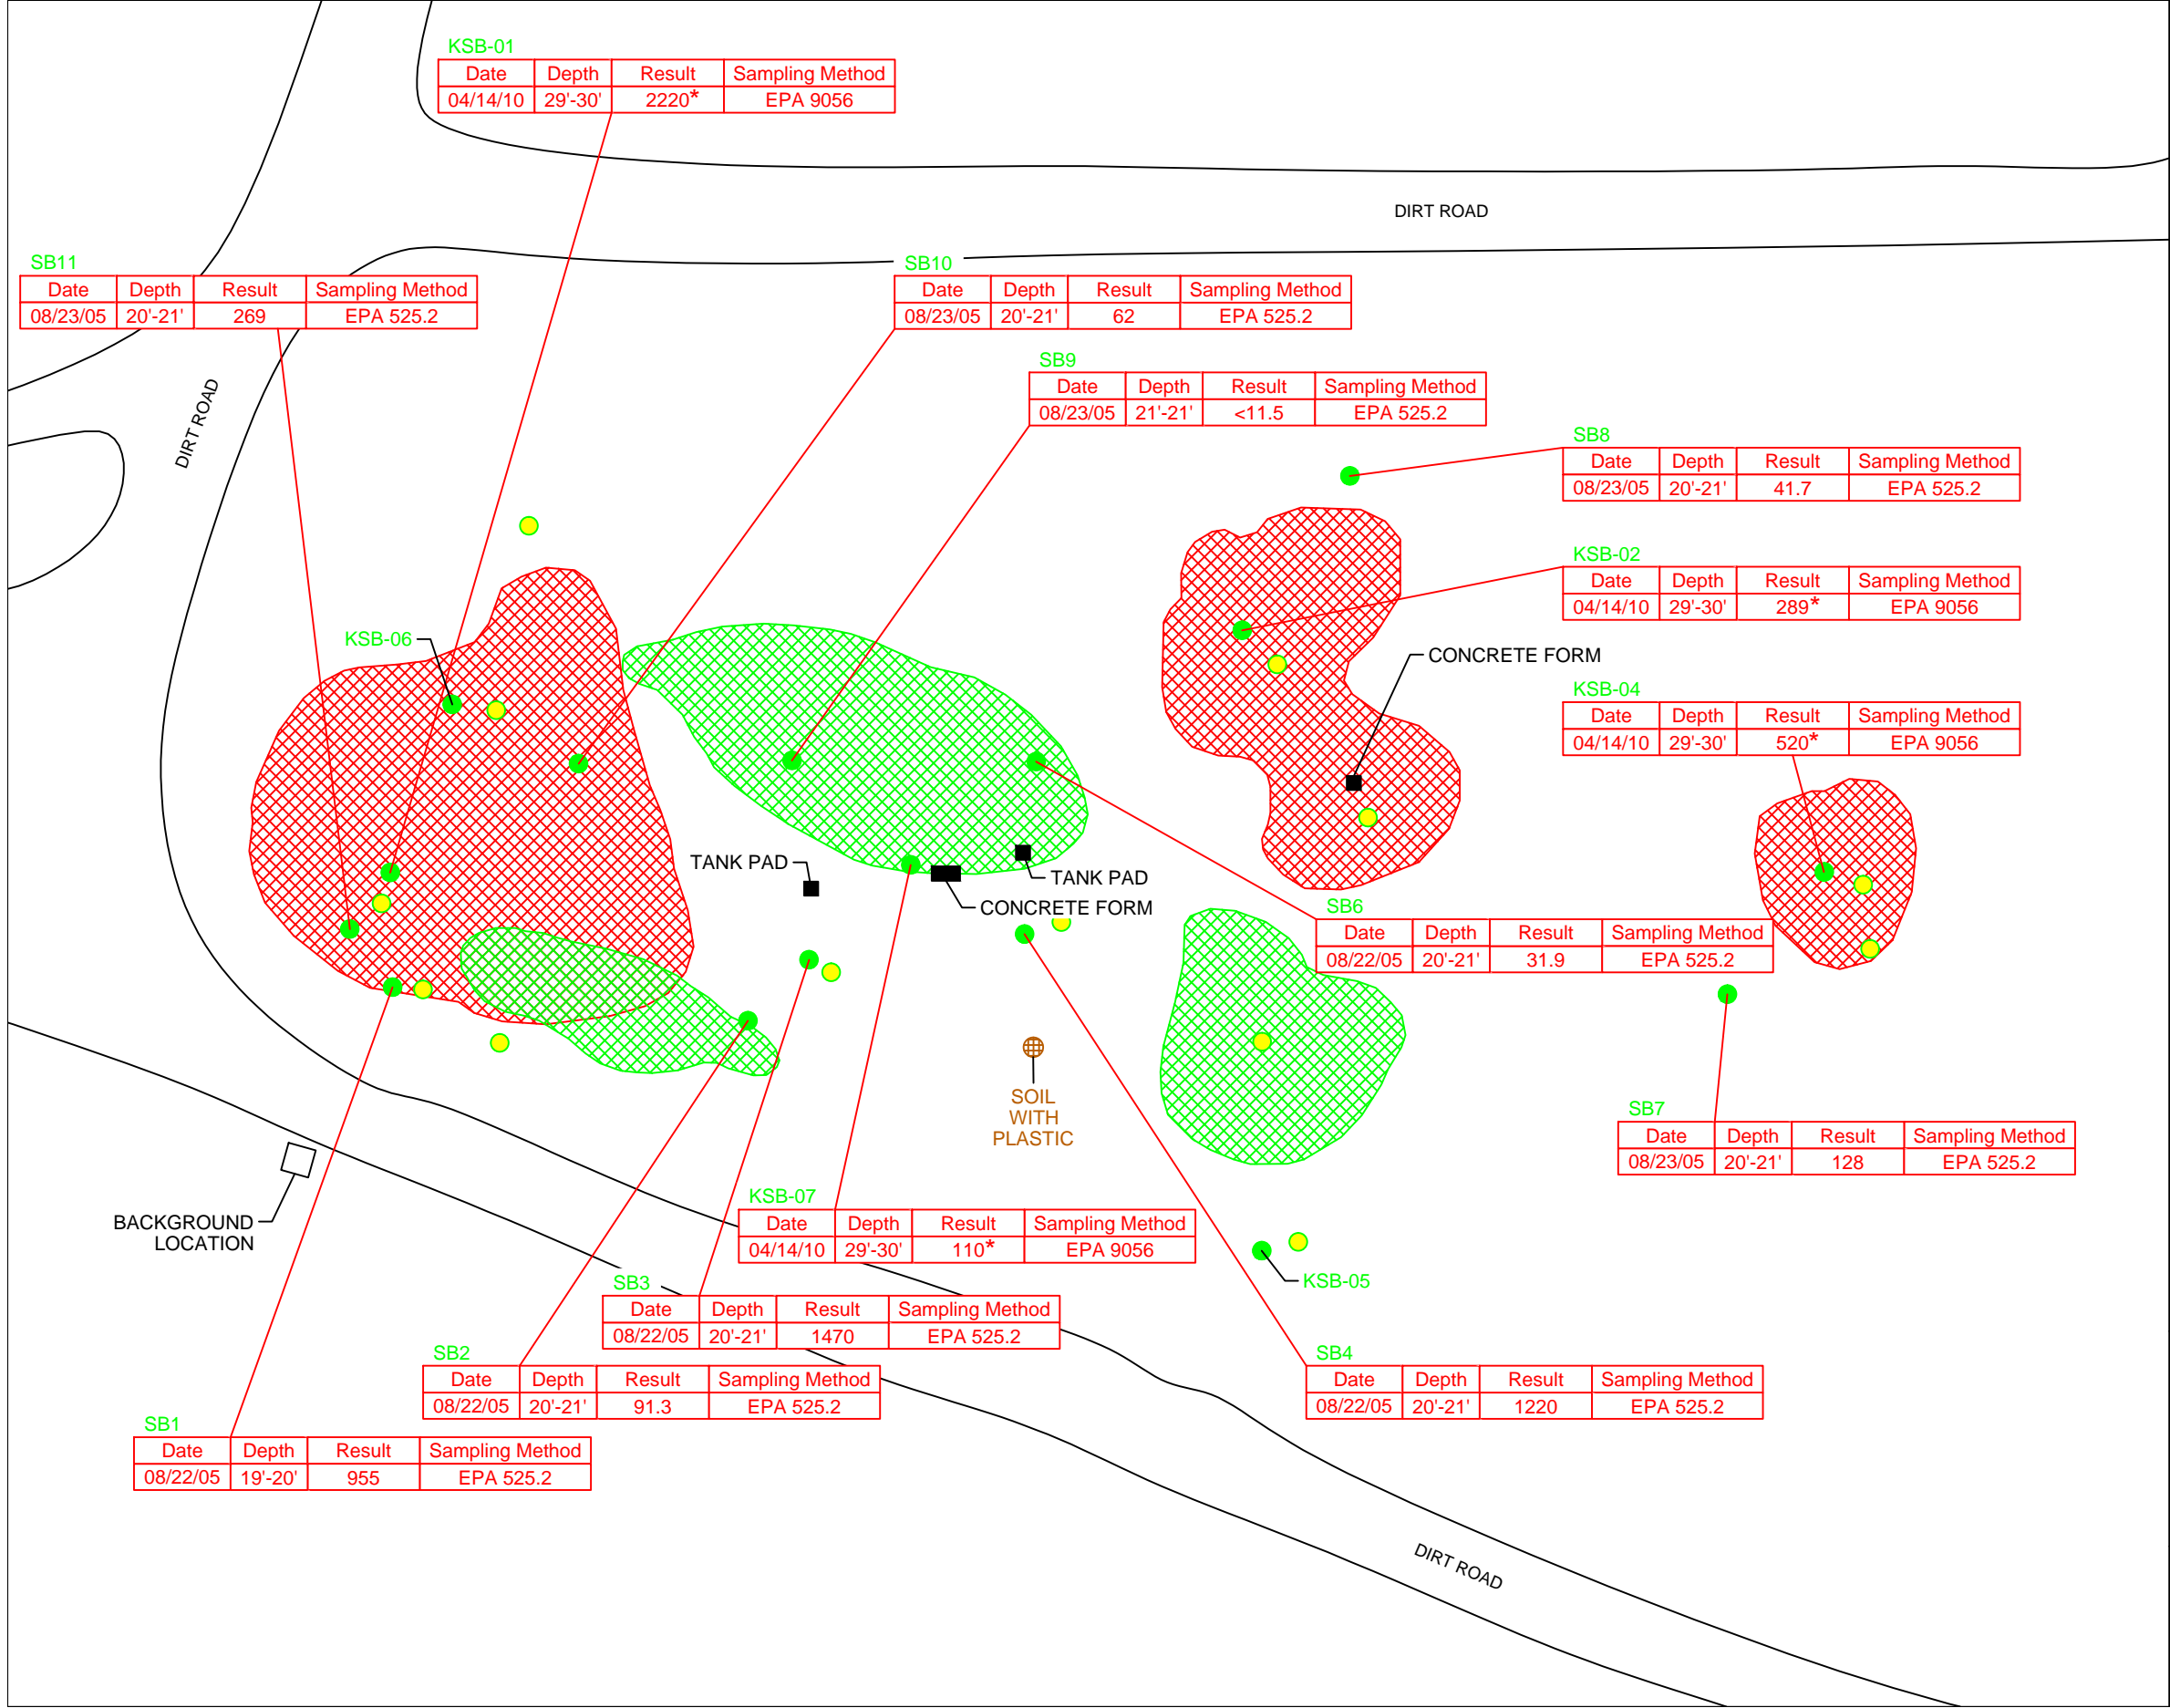 KSB-01
Date Depth Result Sampling Method
04/14/10 29'-30' 2220* EPA 9056
DIRT ROAD
SB11
Date Depth Result Sampling Method
08/23/05 20'-21' 269 EPA 525.2
SB10
Date Depth Result Sampling Method
08/23/05 20'-21' 62 EPA 525.2
SB9
Date Depth Result Sampling Method
08/23/05 21'-21' <11.5 EPA 525.2
DIRT ROAD
SB8
Date Depth Result Sampling Method
08/23/05 20'-21' 41.7 EPA 525.2
KSB-02
Date Depth Result Sampling Method
04/14/10 29'-30' 289* EPA 9056
KSB-06
CONCRETE FORM
KSB-04
Date Depth Result Sampling Method
04/14/10 29'-30' 520* EPA 9056
TANK PAD
TANK PAD
CONCRETE FORM
SB6
Date Depth Result Sampling Method
08/22/05 20'-21' 31.9 EPA 525.2
SOIL
WITH
PLASTIC
SB7
Date Depth Result Sampling Method
08/23/05 20'-21' 128 EPA 525.2
BACKGROUND
LOCATION
KSB-07
Date Depth Result Sampling Method
04/14/10 29'-30' 110* EPA 9056
KSB-05
SB3
Date Depth Result Sampling Method
08/22/05 20'-21' 1470 EPA 525.2
SB2
Date Depth Result Sampling Method
08/22/05 20'-21' 91.3 EPA 525.2
SB4
Date Depth Result Sampling Method
08/22/05 20'-21' 1220 EPA 525.2
SB1
Date Depth Result Sampling Method
08/22/05 19'-20' 955 EPA 525.2
DIRT ROAD